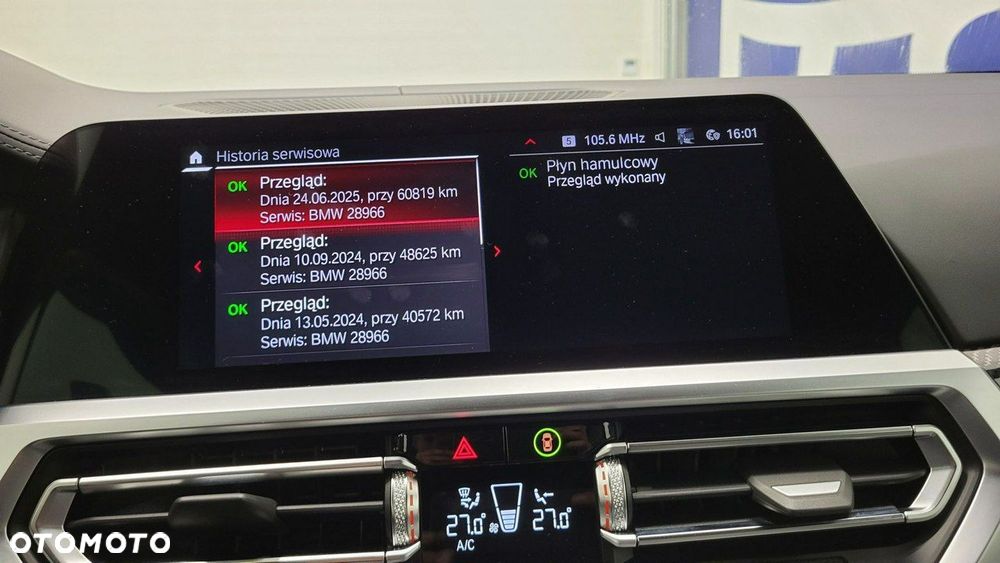 Historia serwisowa
5 105.6 MHz 16:01
OK Przegląd:
Dnia 24.06.2025, przy 60819 km
Serwis: BMW 28966
OK Przegląd:
Dnia 10.09.2024, przy 48625 km
Serwis: BMW 28966
OK Przegląd:
Dnia 13.05.2024, przy 40572 km
Serwis: BMW 28966
OK Płyn hamulcowy
Przegląd wykonany
27.0 27.0
A/C
OTOMOTO